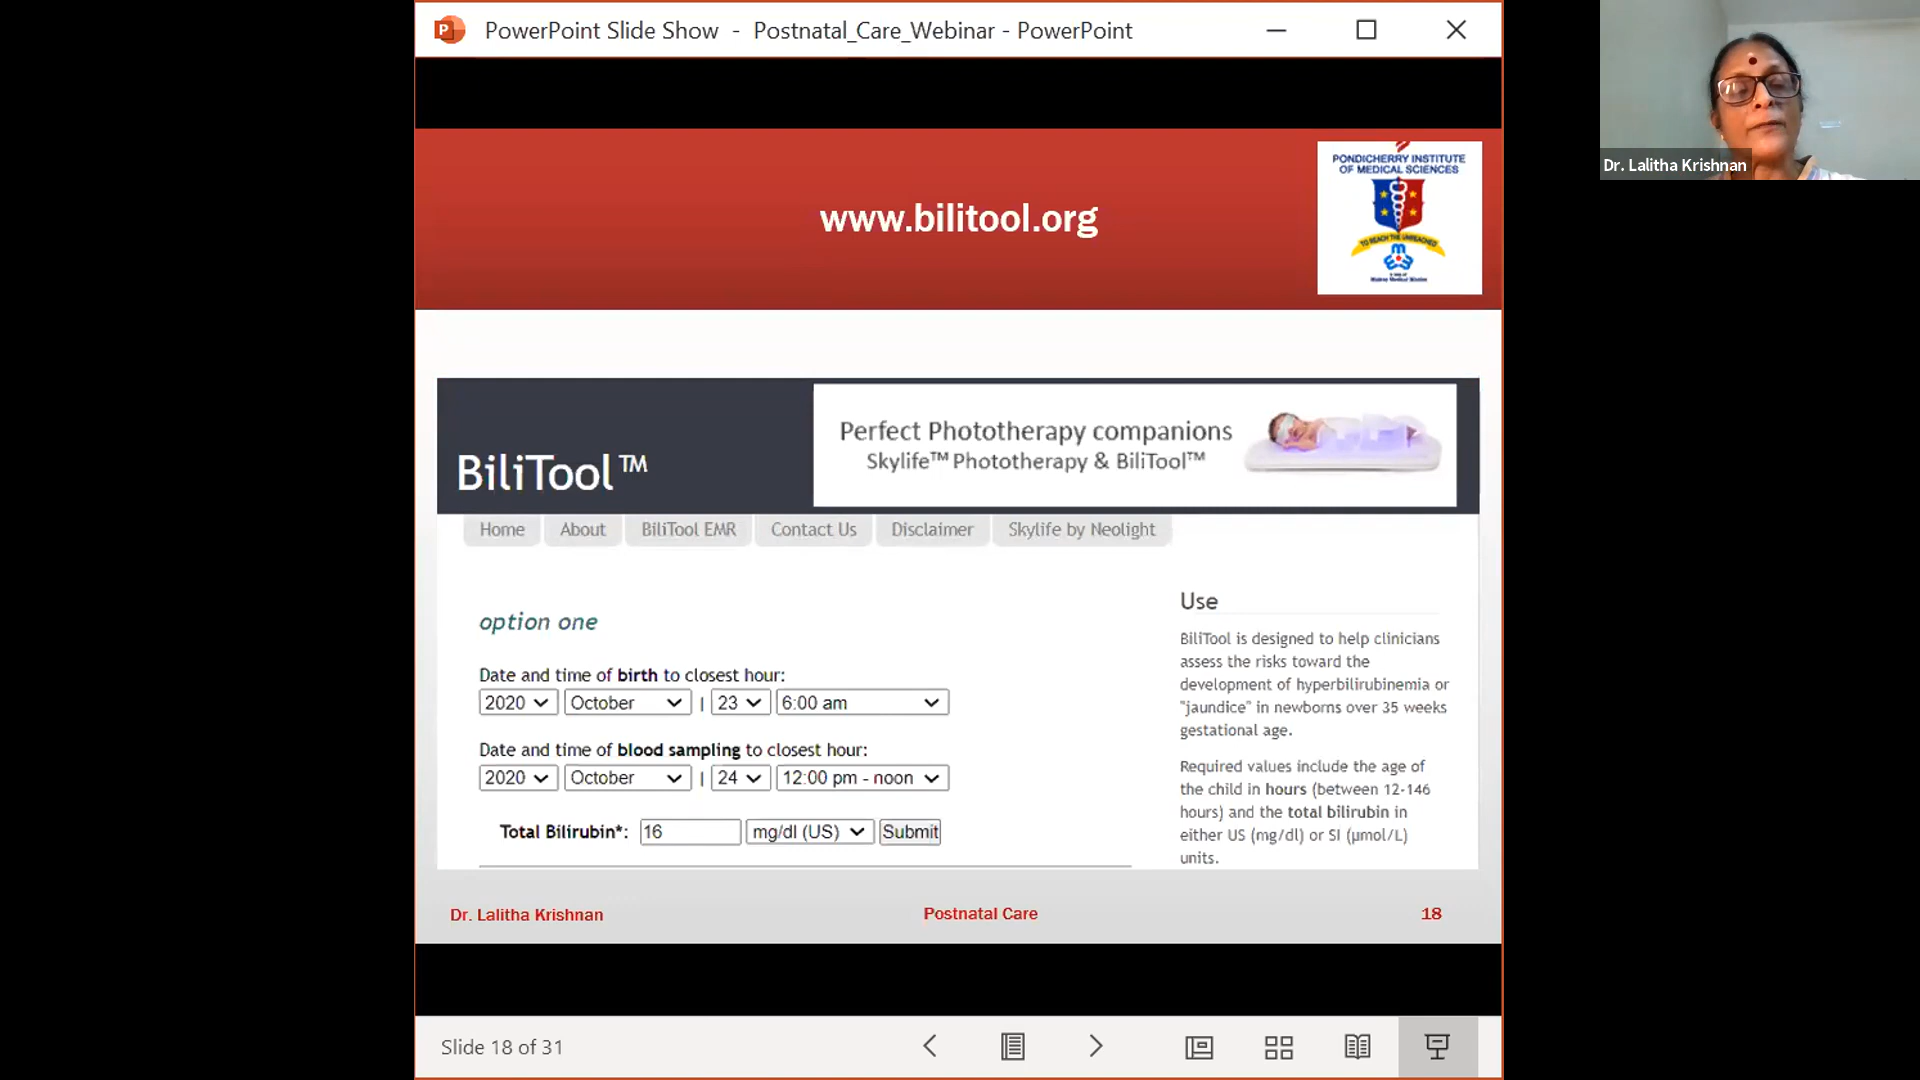 PowerPoint Slide Show - Postnatal_Care_Webinar - PowerPoint
Dr. Lalitha Krishnan
PONDICHERRY INSTITUTE
OF MEDICAL SCIENCES
TO REACH THE UNREACHED
www.bilitool.org
BiliTool™
Perfect Phototherapy companions
Skylife™ Phototherapy & BiliTool™
Home About BiliTool EMR Contact Us Disclaimer Skylife by Neolight
option one
Date and time of birth to closest hour:
2020 October | 23 6:00 am
Date and time of blood sampling to closest hour:
2020 October | 24 12:00 pm - noon
Total Bilirubin*: 16 mg/dl (US) Submit
Use
BiliTool is designed to help clinicians
assess the risks toward the
development of hyperbilirubinemia or
"jaundice" in newborns over 35 weeks
gestational age.
Required values include the age of
the child in hours (between 12-146
hours) and the total bilirubin in
either US (mg/dl) or SI (µmol/L)
units.
Dr. Lalitha Krishnan
Postnatal Care
18
Slide 18 of 31